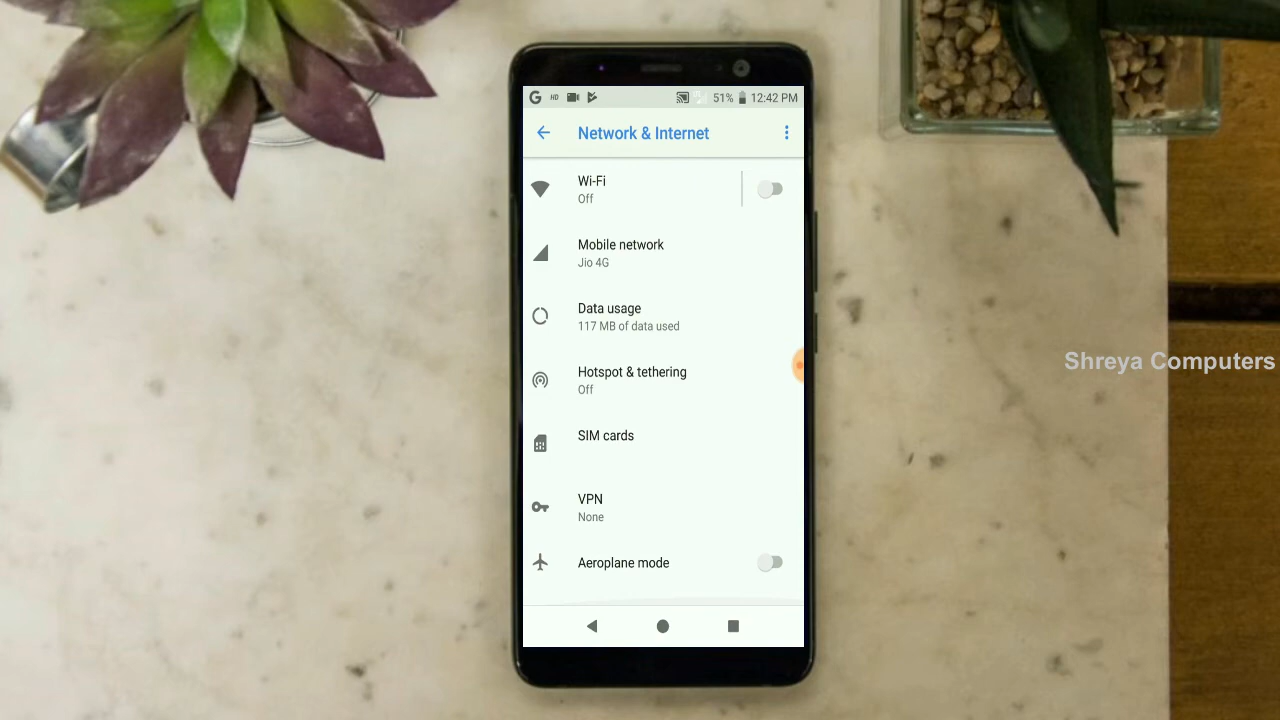 G HD 51% 12:42 PM
Network & Internet
Wi-Fi
Off
Mobile network
Jio 4G
Data usage
117 MB of data used
Hotspot & tethering
Off
SIM cards
VPN
None
Aeroplane mode
Shreya Computers